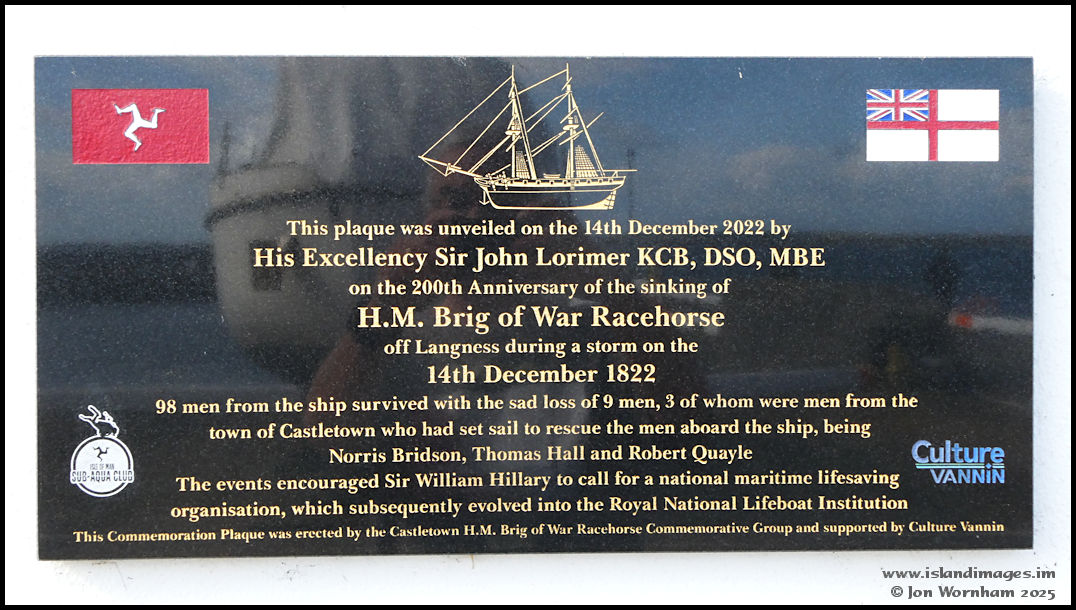 This plaque was unveiled on the 14th December 2022 by
His Excellency Sir John Lorimer KCB, DSO, MBE
on the 200th Anniversary of the sinking of
H.M. Brig of War Racehorse
off Langness during a storm on the
14th December 1822
98 men from the ship survived with the sad loss of 9 men, 3 of whom were men from the
town of Castletown who had set sail to rescue the men aboard the ship, being
Norris Bridson, Thomas Hall and Robert Quayle
The events encouraged Sir William Hillary to call for a national maritime lifesaving
organisation, which subsequently evolved into the Royal National Lifeboat Institution
This Commemoration Plaque was erected by the Castletown H.M. Brig of War Racehorse Commemorative Group and supported by Culture Vannin
ISLE OF MAN
SUB-AQUA CLUB
Culture
VANNIN
www.islandimages.im
© Jon Wornham 2025